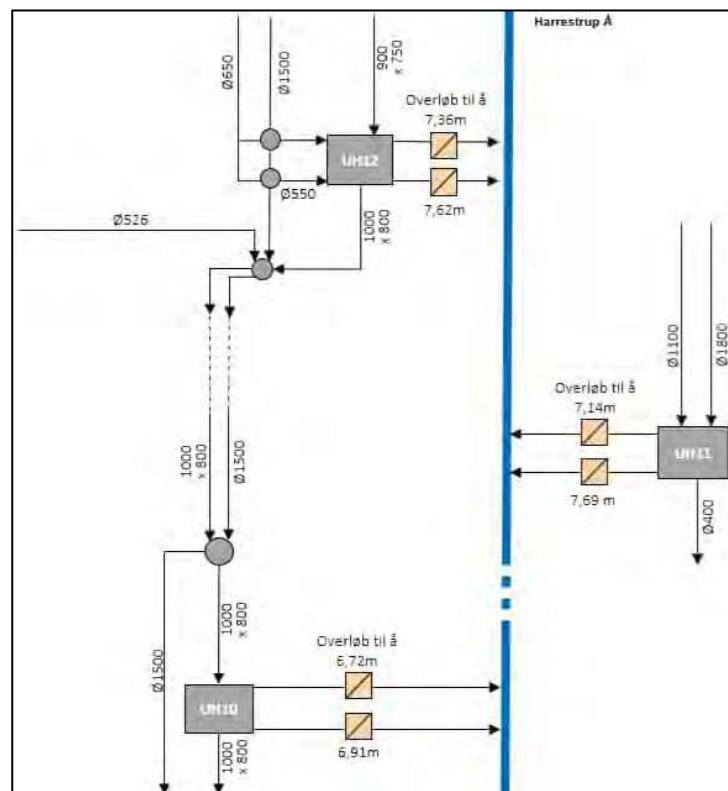 Harrestrup Å
Ø650
Ø1500
900
x 750
Overløb til å
7,36m
UH12
7,62m
Ø550
1000
x 800
Ø526
Ø1100
Ø1800
Overløb til å
7,14m
UH11
7,69 m
Ø400
1000
x 800
Ø1500
1000
x 800
Ø1500
Overløb til å
6,72m
UH10
6,91m
1000
x 800